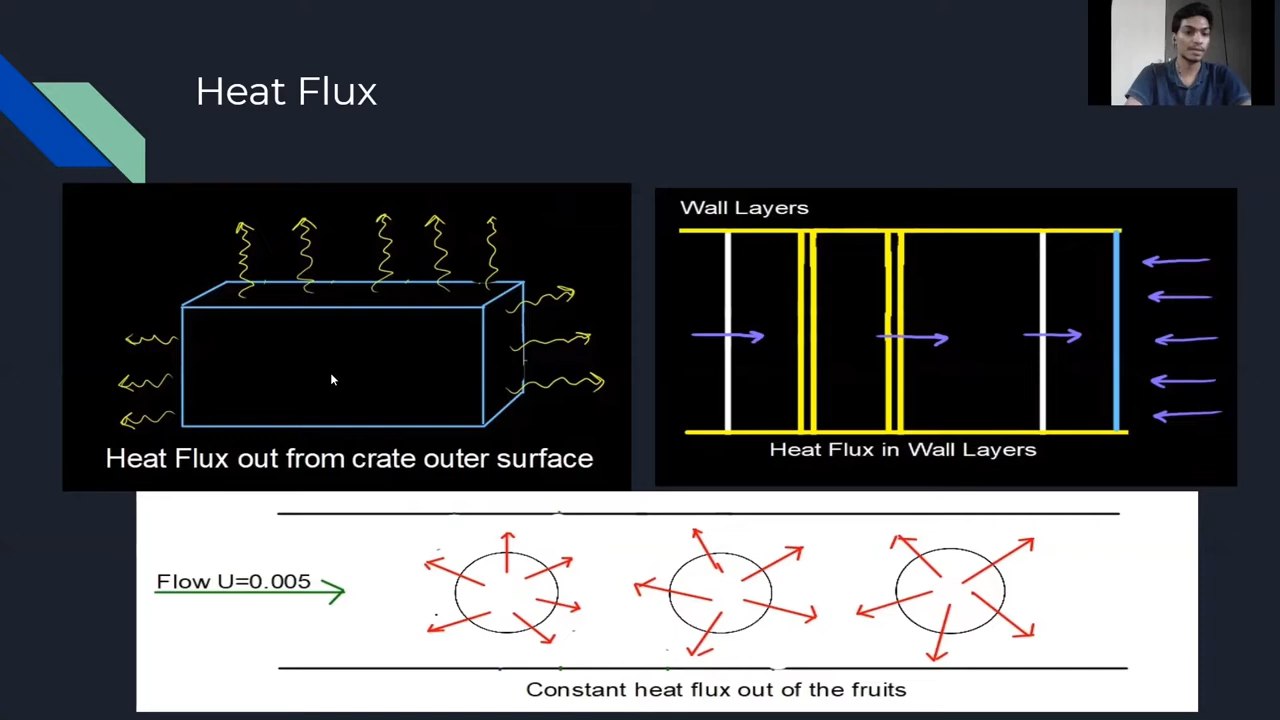 Heat Flux
Heat Flux out from crate outer surface
Wall Layers
Heat Flux in Wall Layers
Flow U=0.005
Constant heat flux out of the fruits